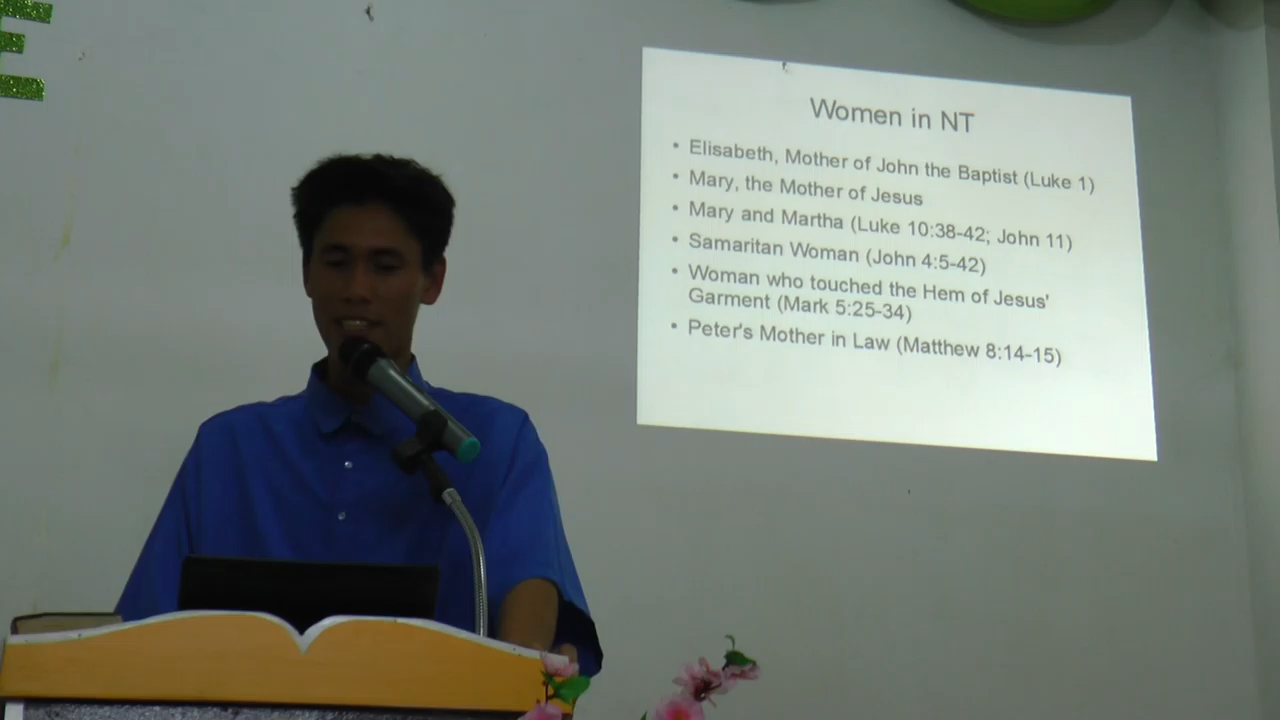 E
Women in NT
• Elisabeth, Mother of John the Baptist (Luke 1)
• Mary, the Mother of Jesus
• Mary and Martha (Luke 10:38-42; John 11)
• Samaritan Woman (John 4:5-42)
• Woman who touched the Hem of Jesus'
Garment (Mark 5:25-34)
• Peter's Mother in Law (Matthew 8:14-15)